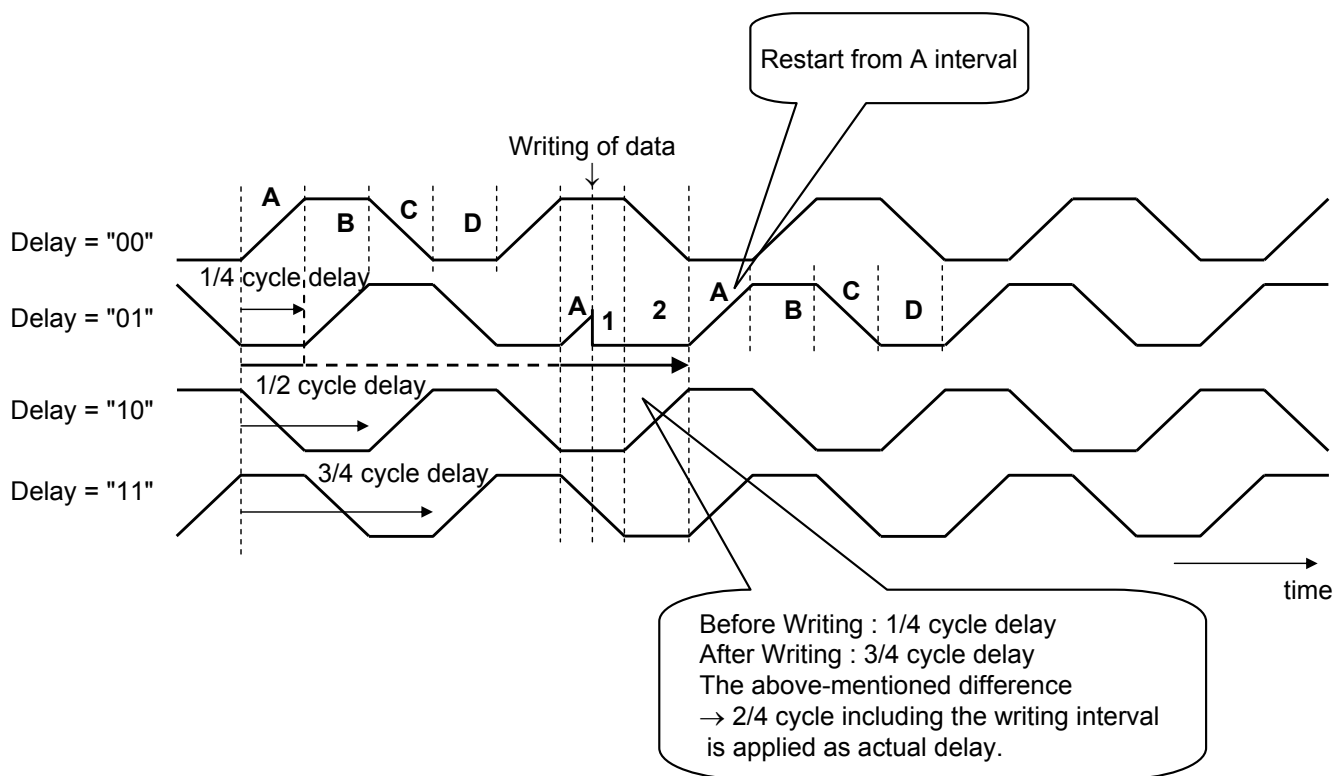 Restart from A interval
Writing of data
↓
A B C D
Delay = "00"
1/4 cycle delay
Delay = "01"
A 1 2 A B C D
1/2 cycle delay
Delay = "10"
3/4 cycle delay
Delay = "11"
time
Before Writing : 1/4 cycle delay
After Writing : 3/4 cycle delay
The above-mentioned difference
→ 2/4 cycle including the writing interval
is applied as actual delay.